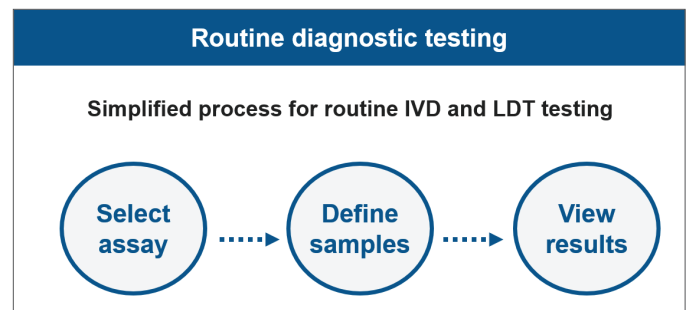 Routine diagnostic testing
Simplified process for routine IVD and LDT testing
Select
assay
Define
samples
View
results